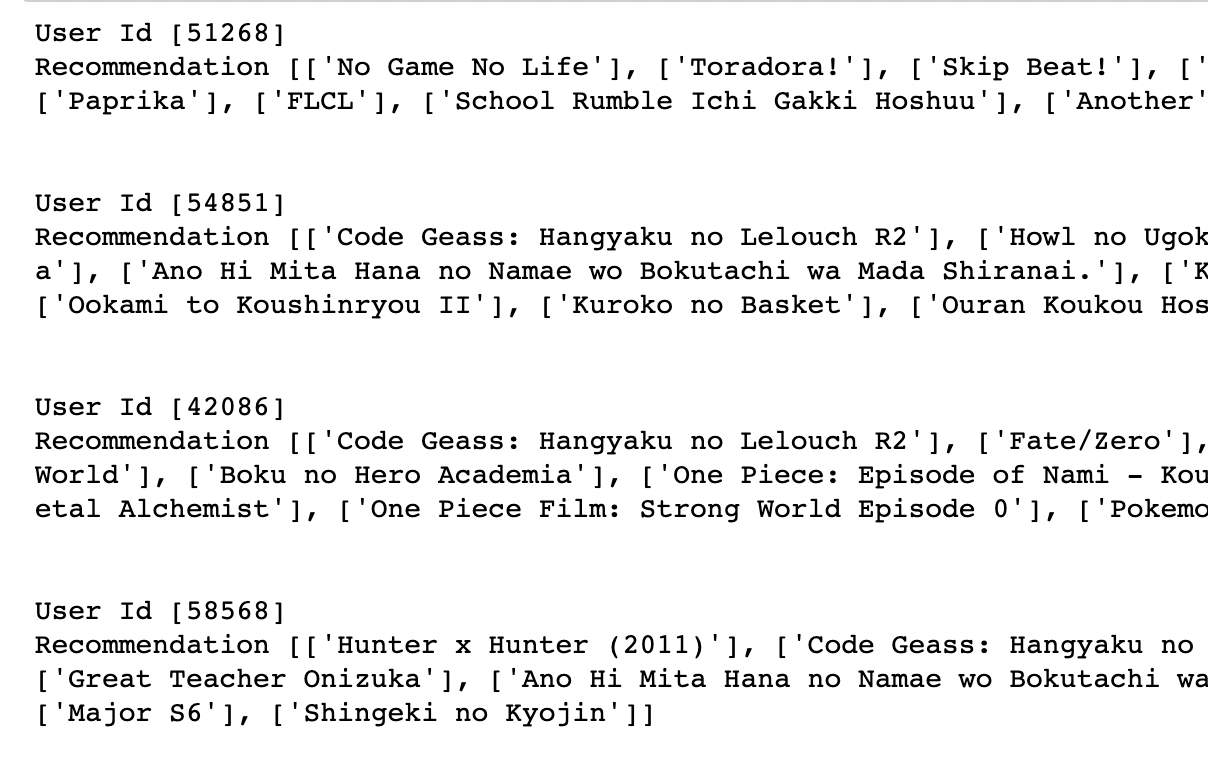 User Id [51268]
Recommendation [['No Game No Life'], ['Toradora!'], ['Skip Beat!'], ['
['Paprika'], ['FLCL'], ['School Rumble Ichi Gakki Hoshuu'], ['Another'
User Id [54851]
Recommendation [['Code Geass: Hangyaku no Lelouch R2'], ['Howl no Ugok
a'], ['Ano Hi Mita Hana no Namae wo Bokutachi wa Mada Shiranai.'], ['K
['Ookami to Koushinryou II'], ['Kuroko no Basket'], ['Ouran Koukou Hos
User Id [42086]
Recommendation [['Code Geass: Hangyaku no Lelouch R2'], ['Fate/Zero'],
World'], ['Boku no Hero Academia'], ['One Piece: Episode of Nami – Kou
etal Alchemist'], ['One Piece Film: Strong World Episode 0'], ['Pokemo
User Id [58568]
Recommendation [['Hunter x Hunter (2011)'], ['Code Geass: Hangyaku no
['Great Teacher Onizuka'], ['Ano Hi Mita Hana no Namae wo Bokutachi wa
['Major S6'], ['Shingeki no Kyojin']]